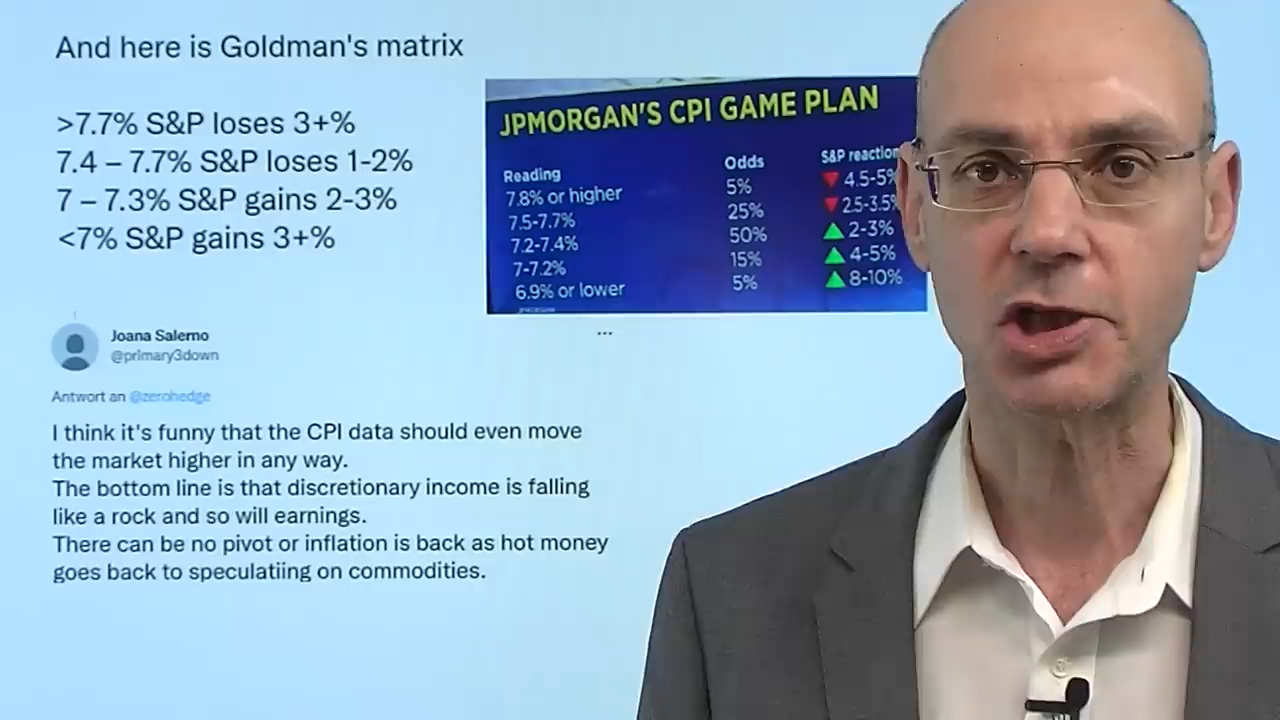 And here is Goldman's matrix
>7.7% S&P loses 3+%
7.4 – 7.7% S&P loses 1-2%
7 – 7.3% S&P gains 2-3%
<7% S&P gains 3+%
JPMORGAN'S CPI GAME PLAN
Reading Odds S&P reaction
7.8% or higher 5% 4.5-5%
7.5-7.7% 25% 2.5-3.5%
7.2-7.4% 50% 2-3%
7-7.2% 15% 4-5%
6.9% or lower 5% 8-10%
JPMORGAN
...
Joana Salerno
@primary3down
Antwort an @zerohedge
I think it's funny that the CPI data should even move
the market higher in any way.
The bottom line is that discretionary income is falling
like a rock and so will earnings.
There can be no pivot or inflation is back as hot money
goes back to speculatiing on commodities.